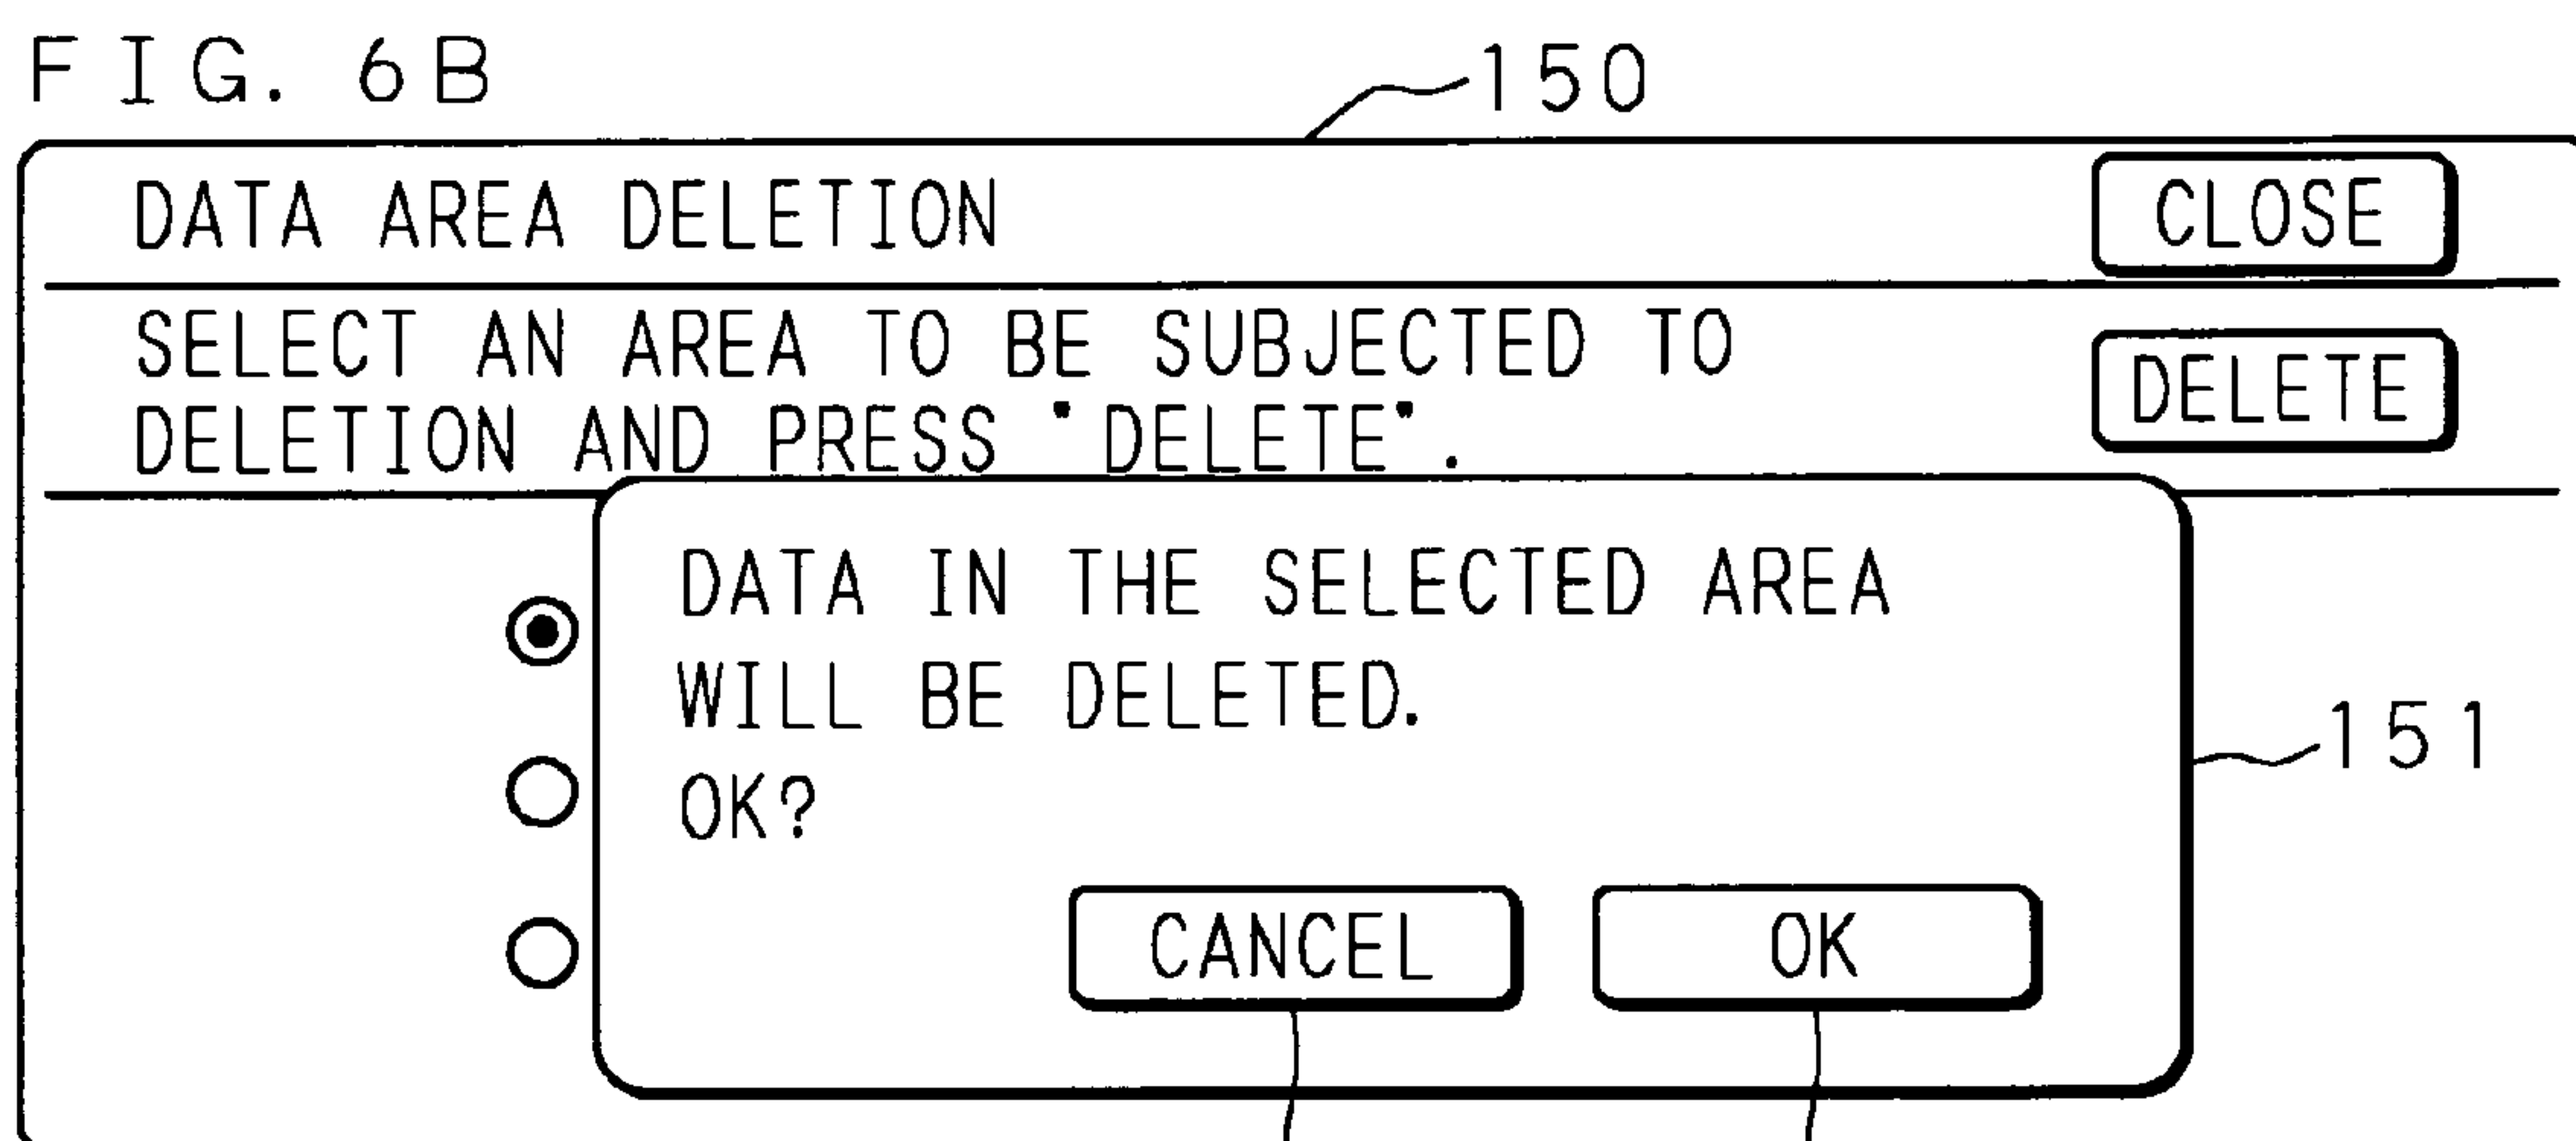 FIG. 6B
150
DATA AREA DELETION
CLOSE
SELECT AN AREA TO BE SUBJECTED TO
DELETION AND PRESS "DELETE".
DELETE
DATA IN THE SELECTED AREA
WILL BE DELETED.
OK?
151
CANCEL
OK